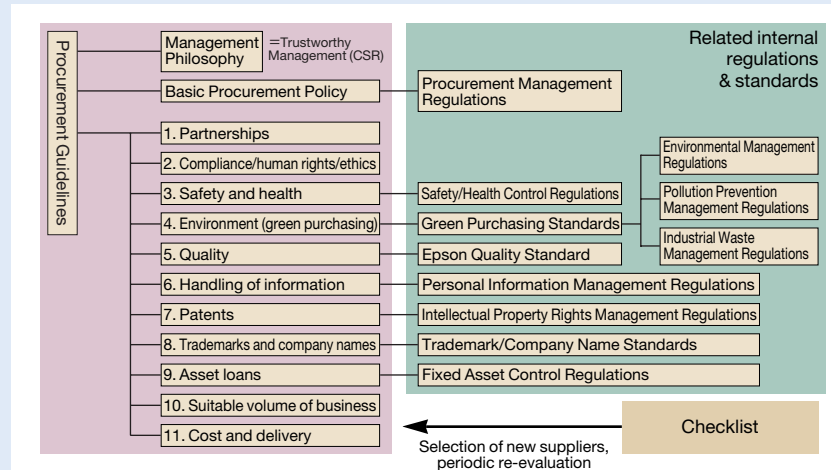 Procurement Guidelines
Management
Philosophy
=Trustworthy
Management (CSR)
Related internal
regulations
& standards
Basic Procurement Policy
Procurement Management
Regulations
1. Partnerships
2. Compliance/human rights/ethics
3. Safety and health
Safety/Health Control Regulations
4. Environment (green purchasing)
Green Purchasing Standards
Environmental Management
Regulations
Pollution Prevention
Management Regulations
Industrial Waste
Management Regulations
5. Quality
Epson Quality Standard
6. Handling of information
Personal Information Management Regulations
7. Patents
Intellectual Property Rights Management Regulations
8. Trademarks and company names
Trademark/Company Name Standards
9. Asset loans
Fixed Asset Control Regulations
10. Suitable volume of business
11. Cost and delivery
Checklist
Selection of new suppliers,
periodic re-evaluation